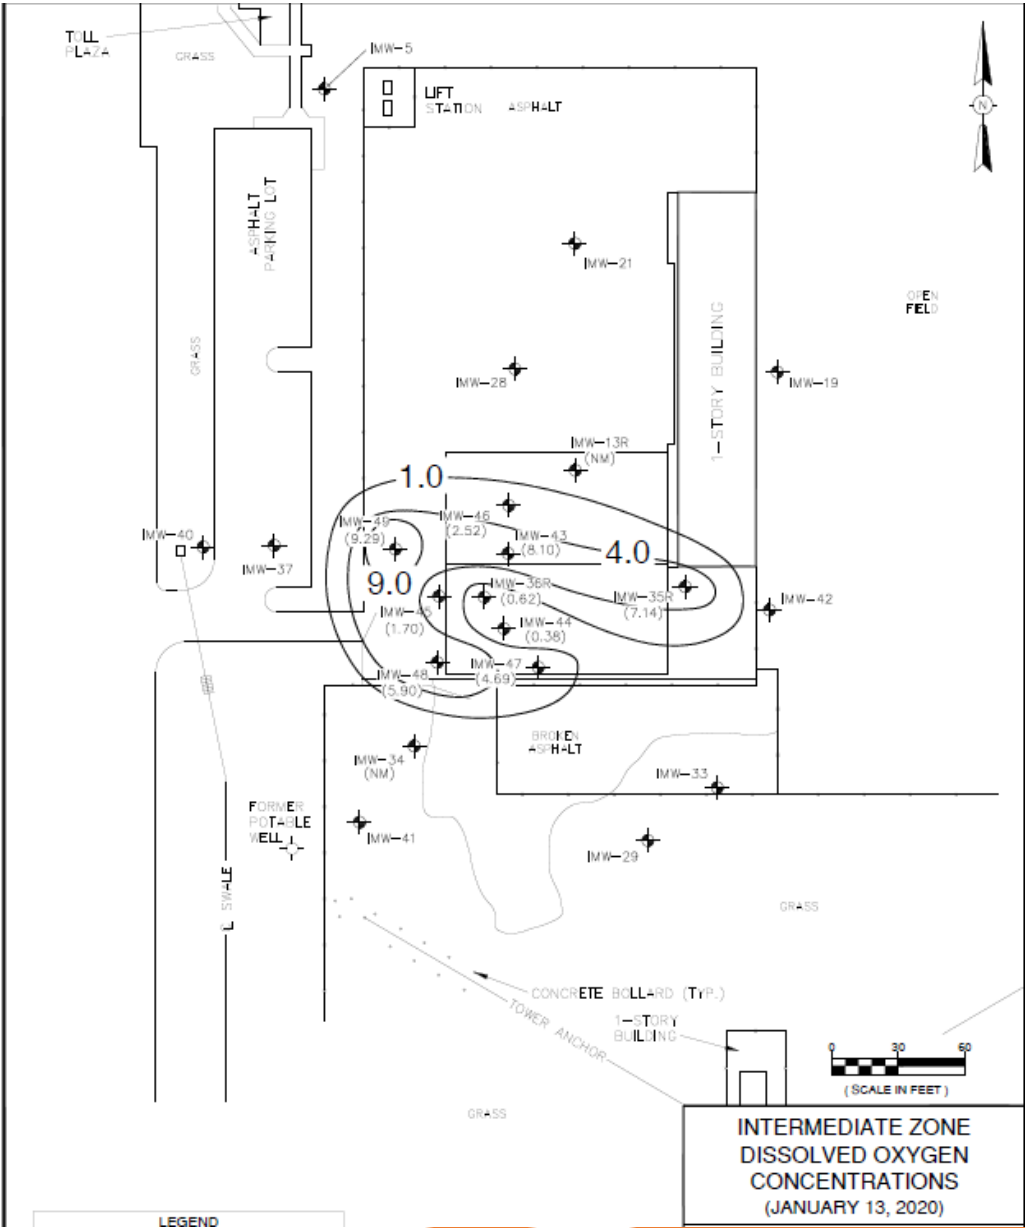 TOLL
PLAZA
GRASS
IMW-5
LIFT
STATION
ASPHALT
N
ASPHALT
PARKING LOT
IMW-21
OPEN
FIELD
1-STORY BUILDING
GRASS
IMW-28
IMW-19
IMW-13R
(NM)
1.0
IMW-49
(9.29)
IMW-46
(2.52)
IMW-40
IMW-43
(8.10)
4.0
IMW-37
9.0
IMW-36R
(0.62)
IMW-35R
(7.14)
IMW-42
IMW-45
(1.70)
IMW-44
(0.38)
IMW-48
(5.90)
IMW-47
(4.69)
BROKEN
ASPHALT
IMW-34
(NM)
IMW-33
FORMER
POTABLE
WELL
IMW-41
IMW-29
CL SWALE
GRASS
CONCRETE BOLLARD (TYP.)
TOWER ANCHOR
1-STORY
BUILDING
0 30 60
( SCALE IN FEET )
GRASS
INTERMEDIATE ZONE
DISSOLVED OXYGEN
CONCENTRATIONS
(JANUARY 13, 2020)
LEGEND